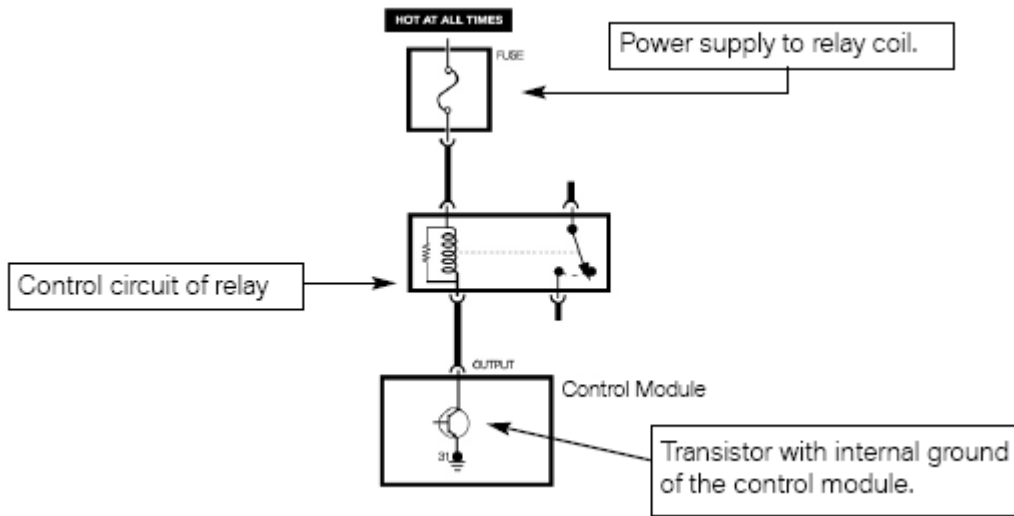 HOT AT ALL TIMES
Power supply to relay coil.
FUSE
Control circuit of relay
OUTPUT
Control Module
31
Transistor with internal ground
of the control module.